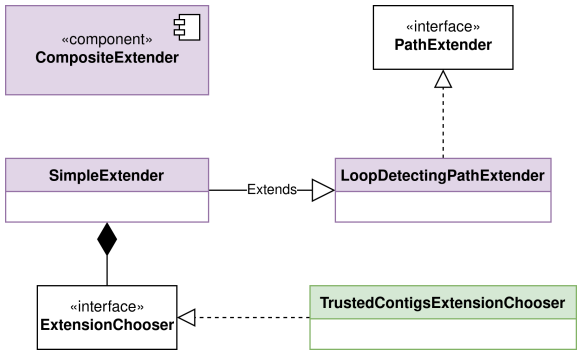 «component»
CompositeExtender
«interface»
PathExtender
SimpleExtender
Extends
LoopDetectingPathExtender
«interface»
ExtensionChooser
TrustedContigsExtensionChooser